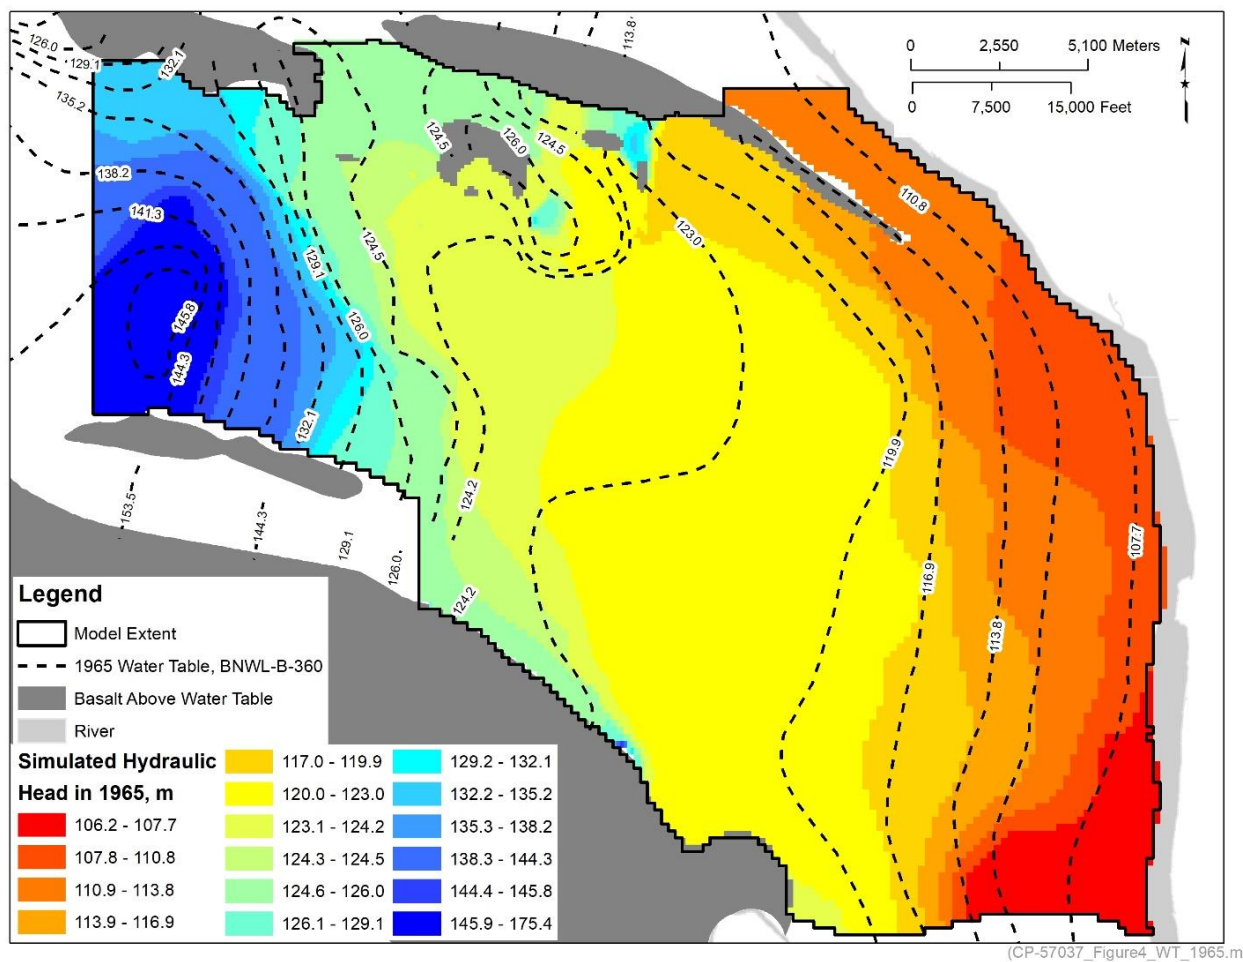 126.0
129.1
132.1
135.2
138.2
141.3
113.8
0 2,550 5,100 Meters
0 7,500 15,000 Feet
N
124.5
126.0
124.5
110.8
123.0
124.5
129.1
126.0
145.8
144.3
132.1
119.9
124.2
153.5
144.3
129.1
126.0
124.2
116.9
113.8
107.7
Legend
Model Extent
1965 Water Table, BNWL-B-360
Basalt Above Water Table
River
Simulated Hydraulic
Head in 1965, m
106.2 - 107.7
107.8 - 110.8
110.9 - 113.8
113.9 - 116.9
117.0 - 119.9
120.0 - 123.0
123.1 - 124.2
124.3 - 124.5
124.6 - 126.0
126.1 - 129.1
129.2 - 132.1
132.2 - 135.2
135.3 - 138.2
138.3 - 144.3
144.4 - 145.8
145.9 - 175.4
(CP-57037_Figure4_WT_1965.m